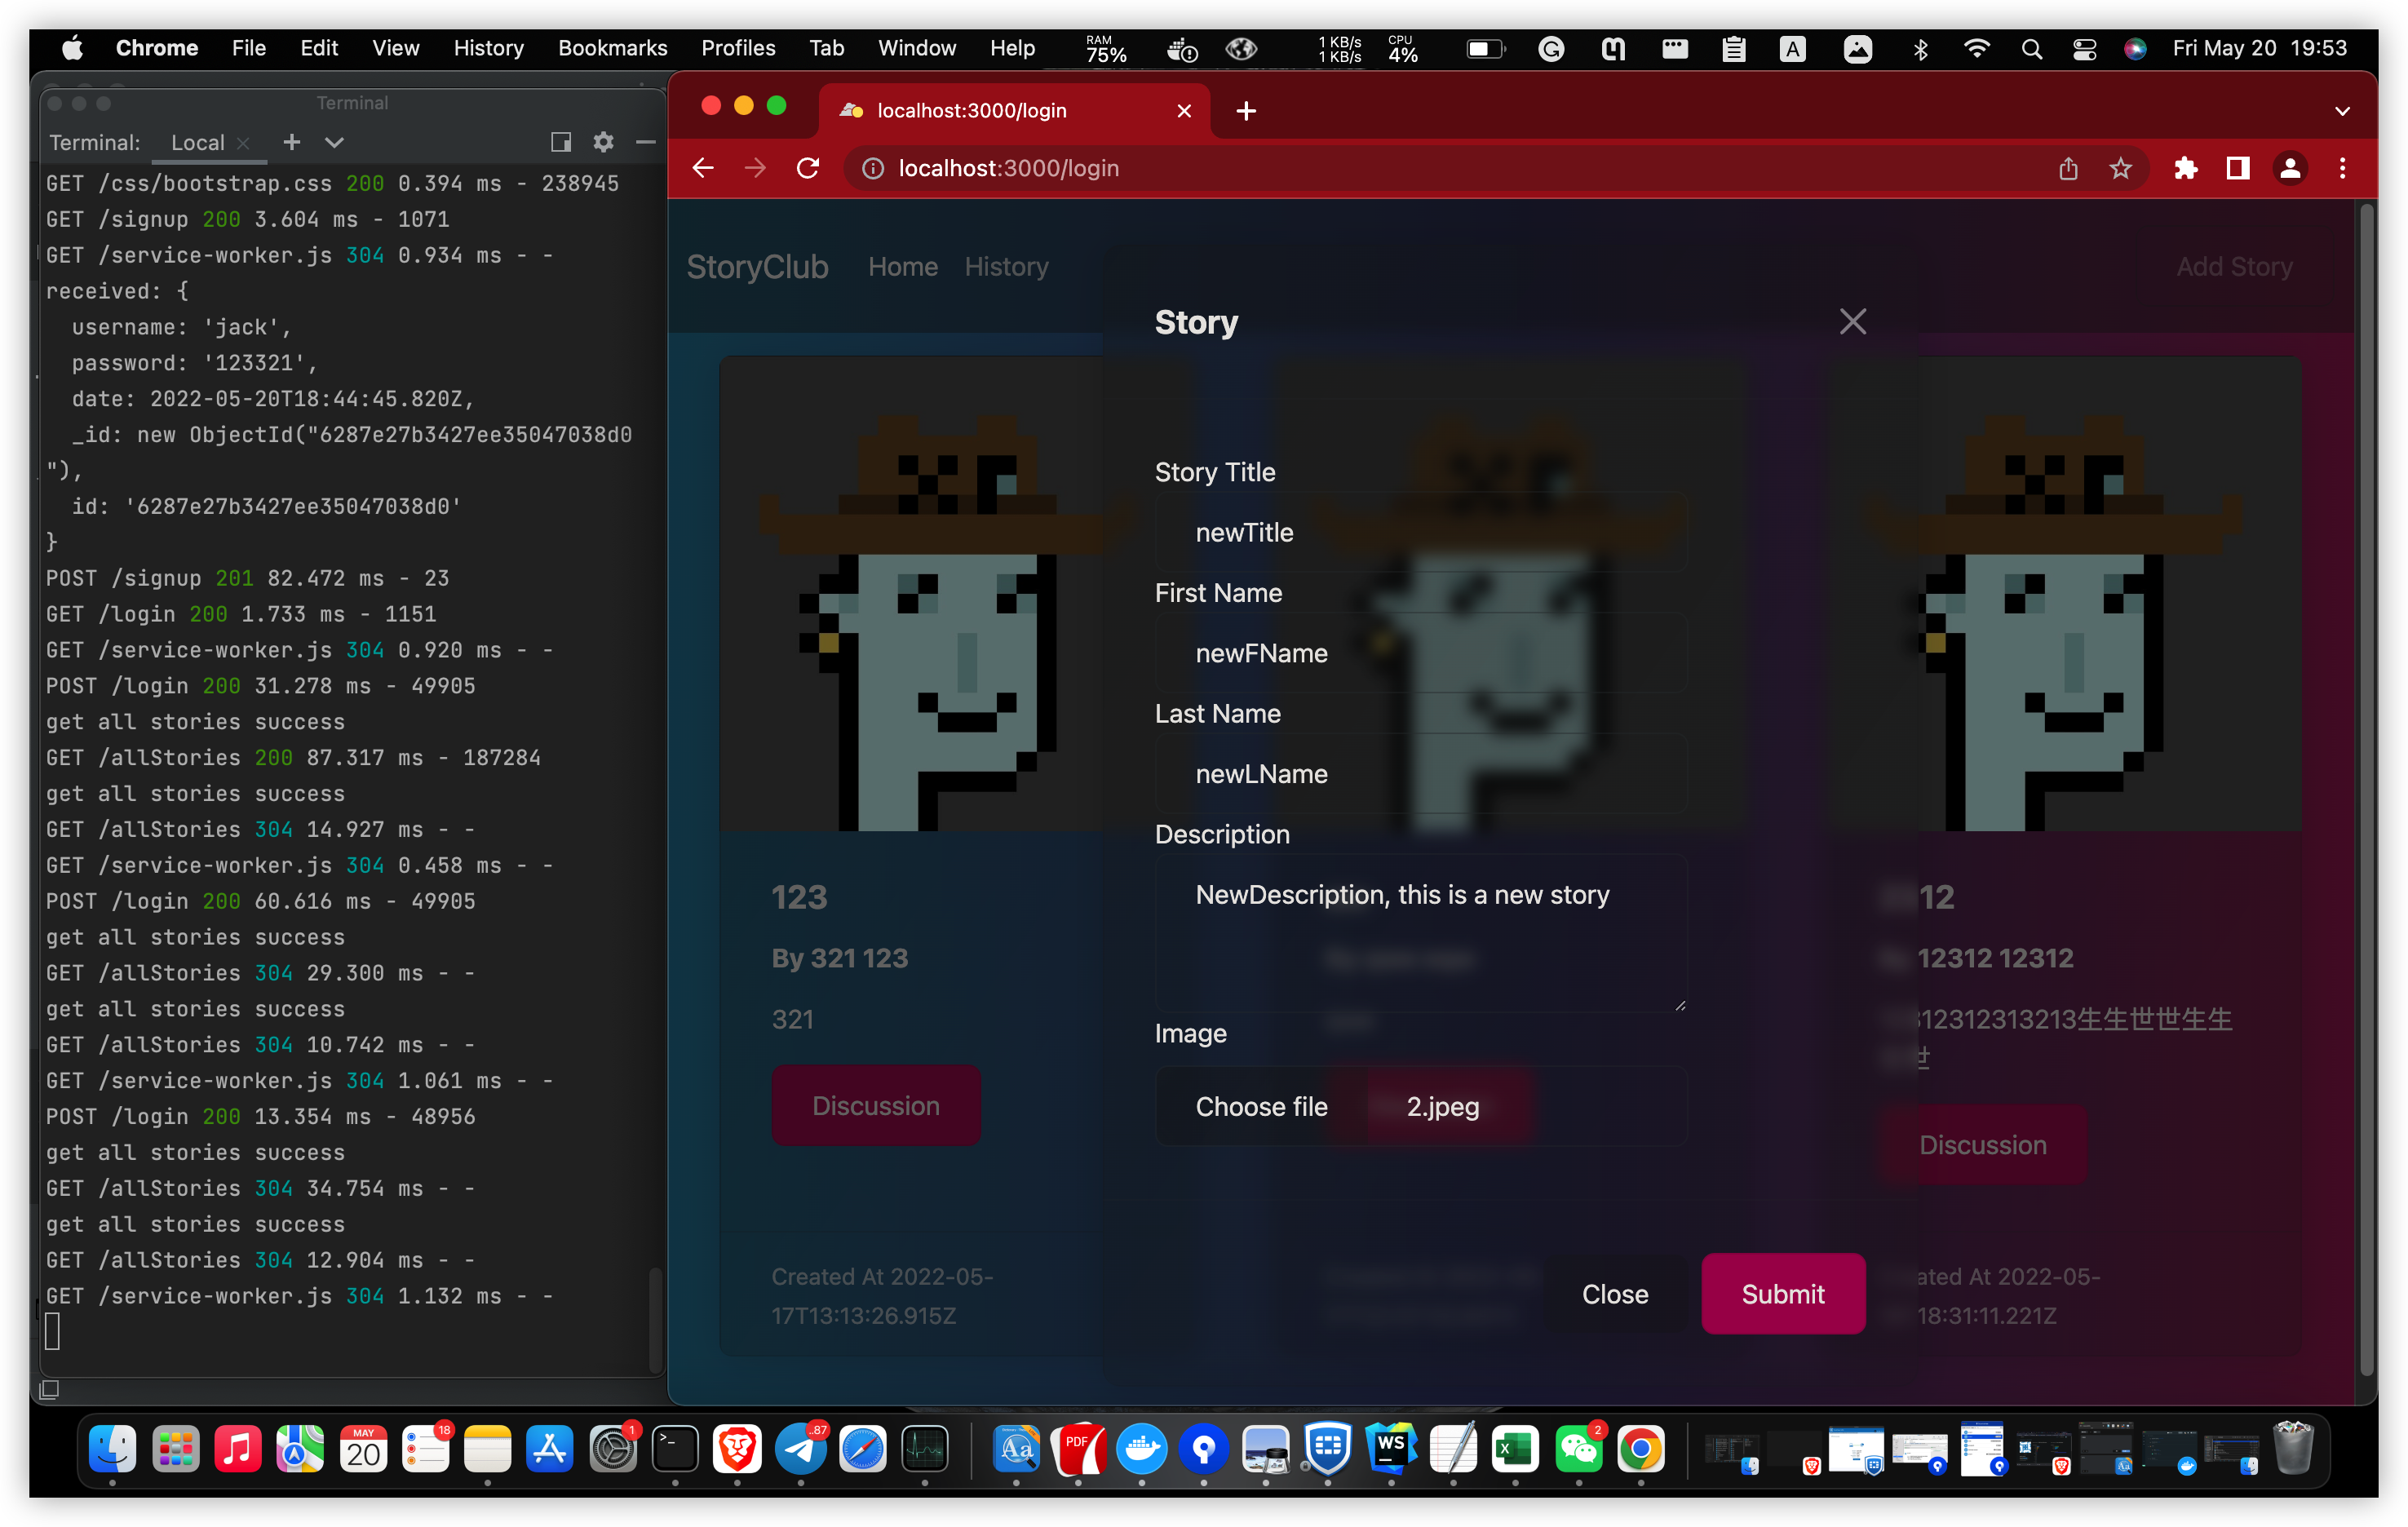 Chrome File Edit View History Bookmarks Profiles Tab Window Help RAM 75% 1 KB/s 1 KB/s CPU 4% A Fri May 20 19:53
Terminal
Terminal: Local
GET /css/bootstrap.css 200 0.394 ms - 238945
GET /signup 200 3.604 ms - 1071
GET /service-worker.js 304 0.934 ms - -
received: {
username: 'jack',
password: '123321',
date: 2022-05-20T18:44:45.820Z,
_id: new ObjectId("6287e27b3427ee35047038d0
"),
id: '6287e27b3427ee35047038d0'
}
POST /signup 201 82.472 ms - 23
GET /login 200 1.733 ms - 1151
GET /service-worker.js 304 0.920 ms - -
POST /login 200 31.278 ms - 49905
get all stories success
GET /allStories 200 87.317 ms - 187284
get all stories success
GET /allStories 304 14.927 ms - -
GET /service-worker.js 304 0.458 ms - -
POST /login 200 60.616 ms - 49905
get all stories success
GET /allStories 304 29.300 ms - -
get all stories success
GET /allStories 304 10.742 ms - -
GET /service-worker.js 304 1.061 ms - -
POST /login 200 13.354 ms - 48956
get all stories success
GET /allStories 304 34.754 ms - -
get all stories success
GET /allStories 304 12.904 ms - -
GET /service-worker.js 304 1.132 ms - -
localhost:3000/login
localhost:3000/login
StoryClub Home History Add Story
Story
Story Title
newTitle
First Name
newFName
Last Name
newLName
Description
NewDescription, this is a new story
Image
Choose file 2.jpeg
Close Submit
123
By 321 123
321
Discussion
Created At 2022-05-
17T13:13:26.915Z
12
12312 12312
12312313213生生世世生生
世
Discussion
ated At 2022-05-
18:31:11.221Z
MAY
20
18
1
..87
Aa
PDF
WS
X
2